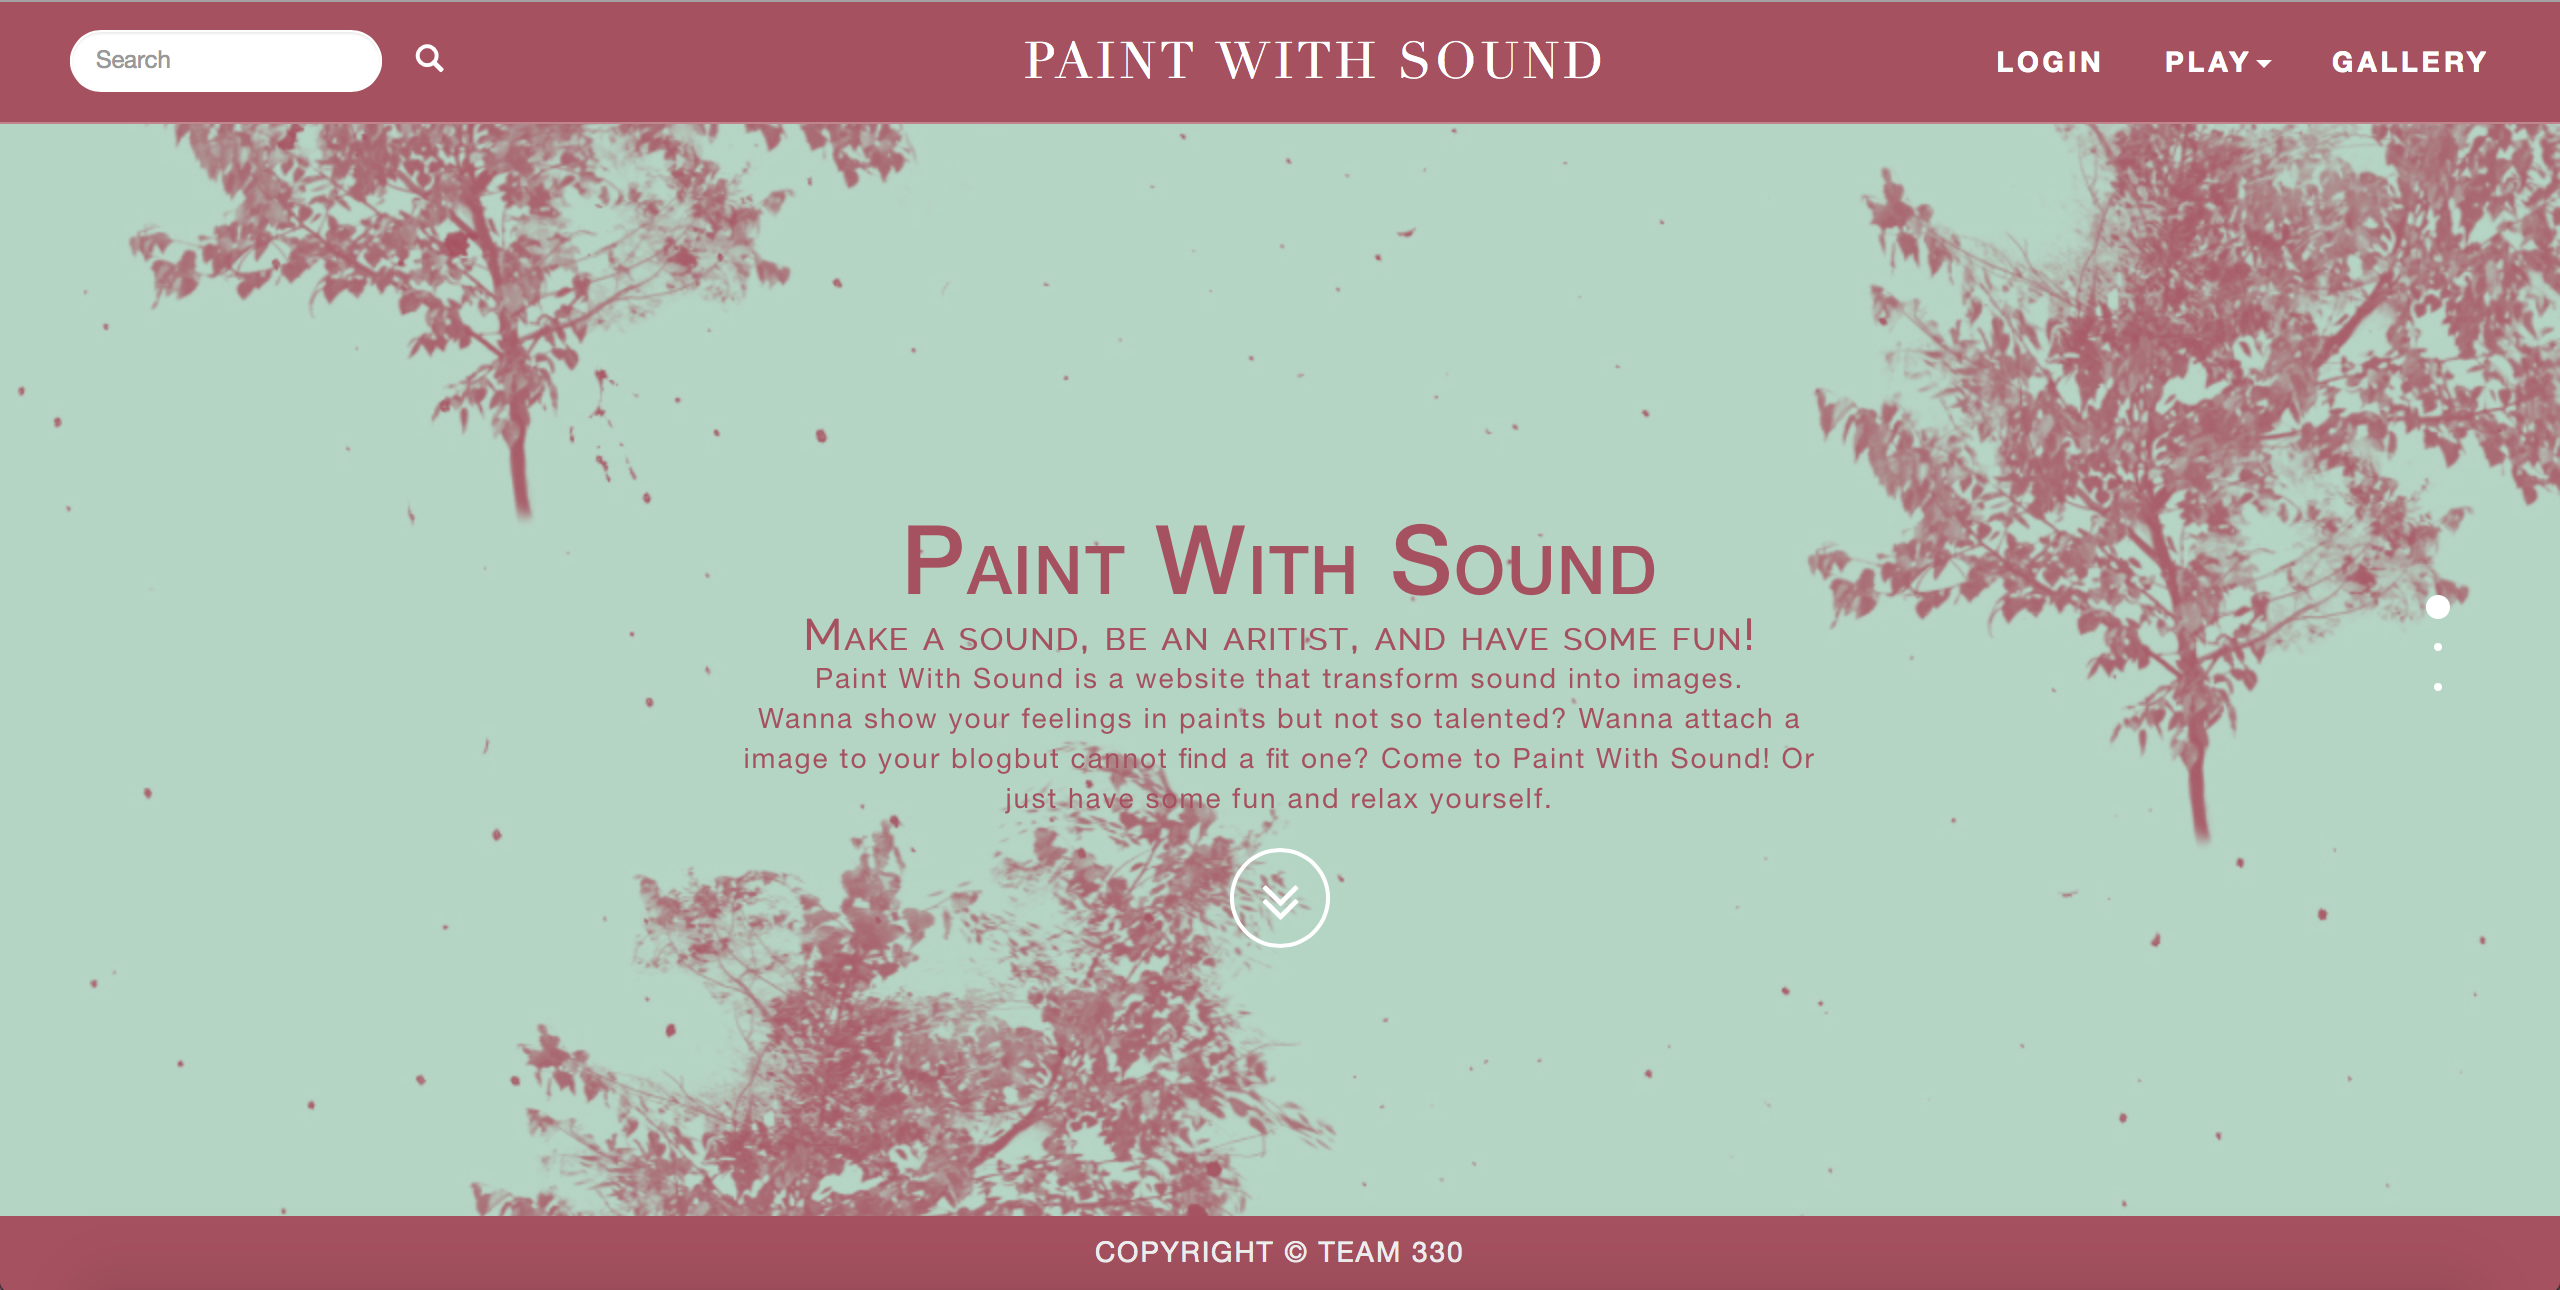 Search
PAINT WITH SOUND
LOGIN
PLAY
GALLERY
Paint With Sound
Make a sound, be an aritist, and have some fun!
Paint With Sound is a website that transform sound into images.
Wanna show your feelings in paints but not so talented? Wanna attach a
image to your blogbut cannot find a fit one? Come to Paint With Sound! Or
just have some fun and relax yourself.
COPYRIGHT © TEAM 330